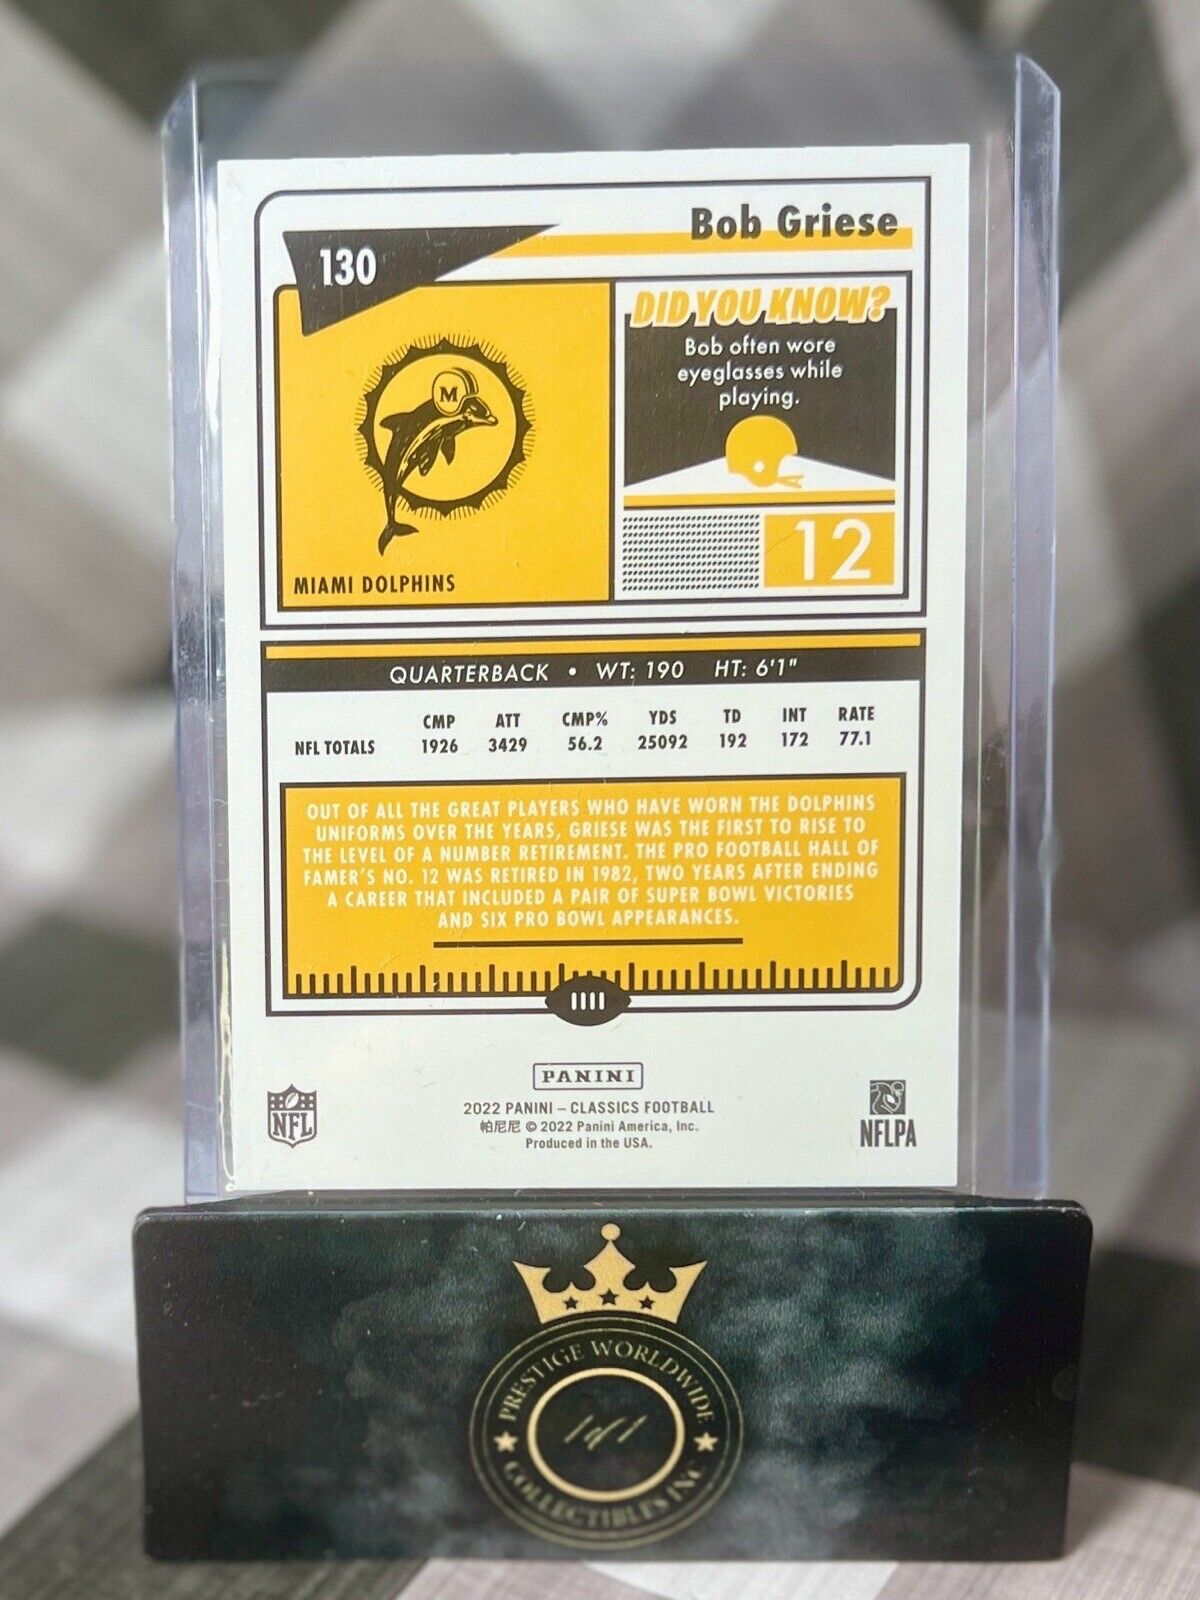 Bob Griese
130
DID YOU KNOW?
Bob often wore
eyeglasses while
playing.
M
12
MIAMI DOLPHINS
QUARTERBACK • WT: 190 HT: 6'1"
CMP ATT CMP% YDS TD INT RATE
NFL TOTALS 1926 3429 56.2 25092 192 172 77.1
OUT OF ALL THE GREAT PLAYERS WHO HAVE WORN THE DOLPHINS
UNIFORMS OVER THE YEARS, GRIESE WAS THE FIRST TO RISE TO
THE LEVEL OF A NUMBER RETIREMENT. THE PRO FOOTBALL HALL OF
FAMER'S NO. 12 WAS RETIRED IN 1982, TWO YEARS AFTER ENDING
A CAREER THAT INCLUDED A PAIR OF SUPER BOWL VICTORIES
AND SIX PRO BOWL APPEARANCES.
PANINI
2022 PANINI – CLASSICS FOOTBALL
帕尼尼 © 2022 Panini America, Inc.
Produced in the USA.
NFL
NFLPA
PRESTIGE WORLDWIDE
1 of 1
COLLECTIBLES INC